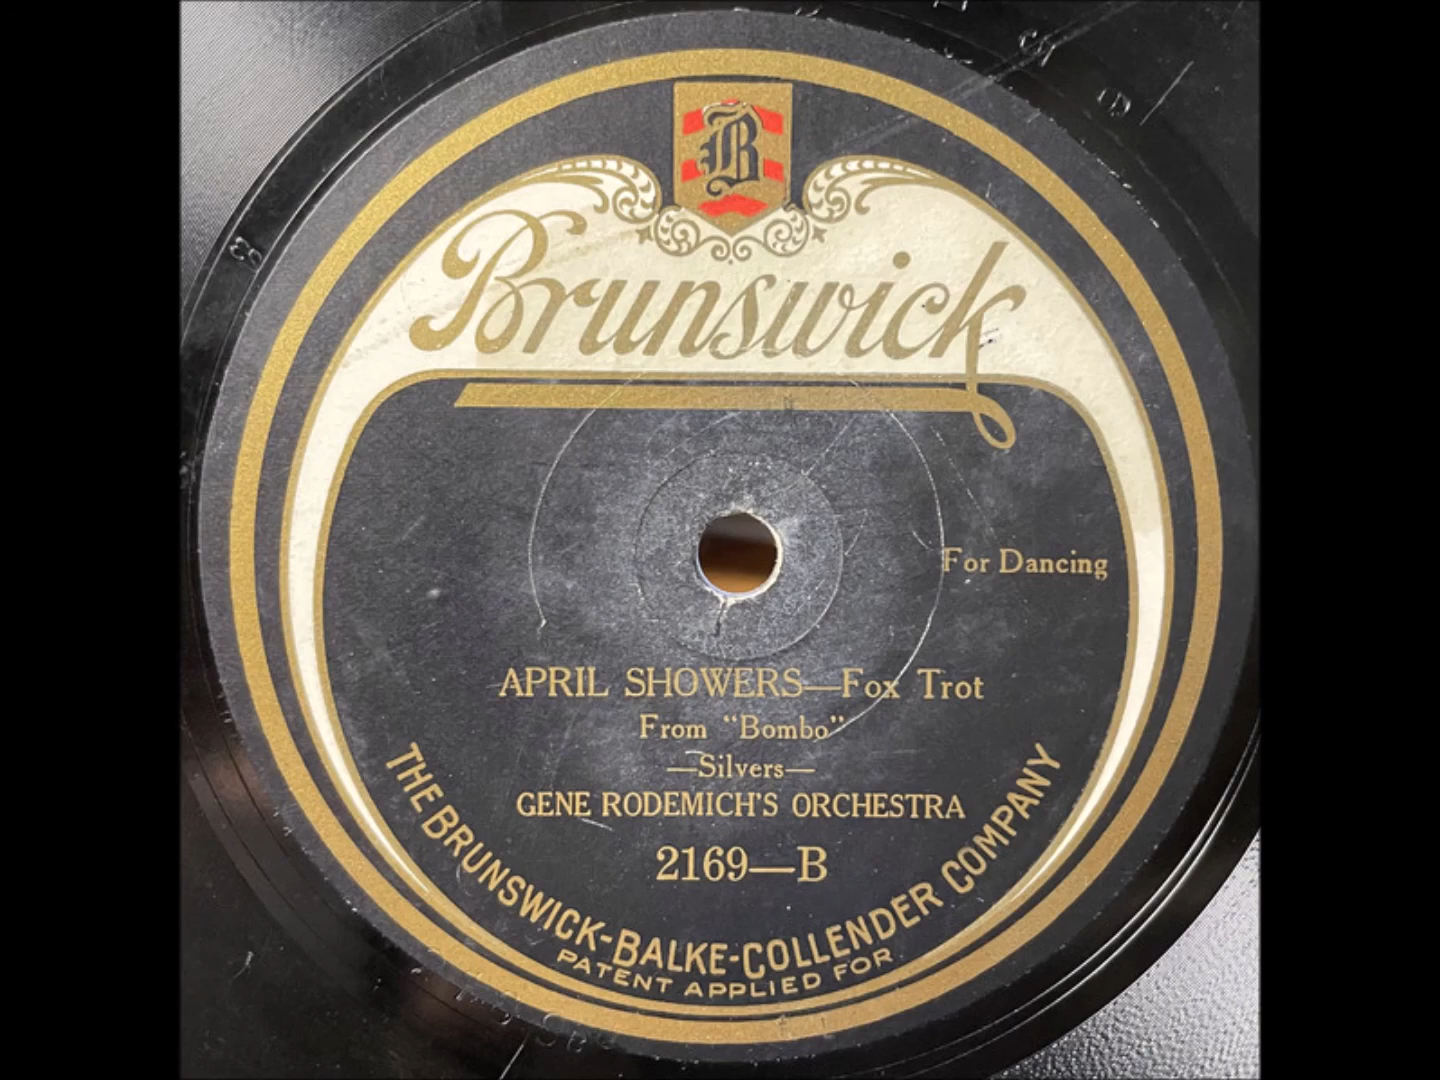 B
Brunswick
For Dancing
APRIL SHOWERS—Fox Trot
From "Bombo"
—Silvers—
GENE RODEMICH'S ORCHESTRA
2169—B
THE BRUNSWICK-BALKE-COLLENDER COMPANY
PATENT APPLIED FOR